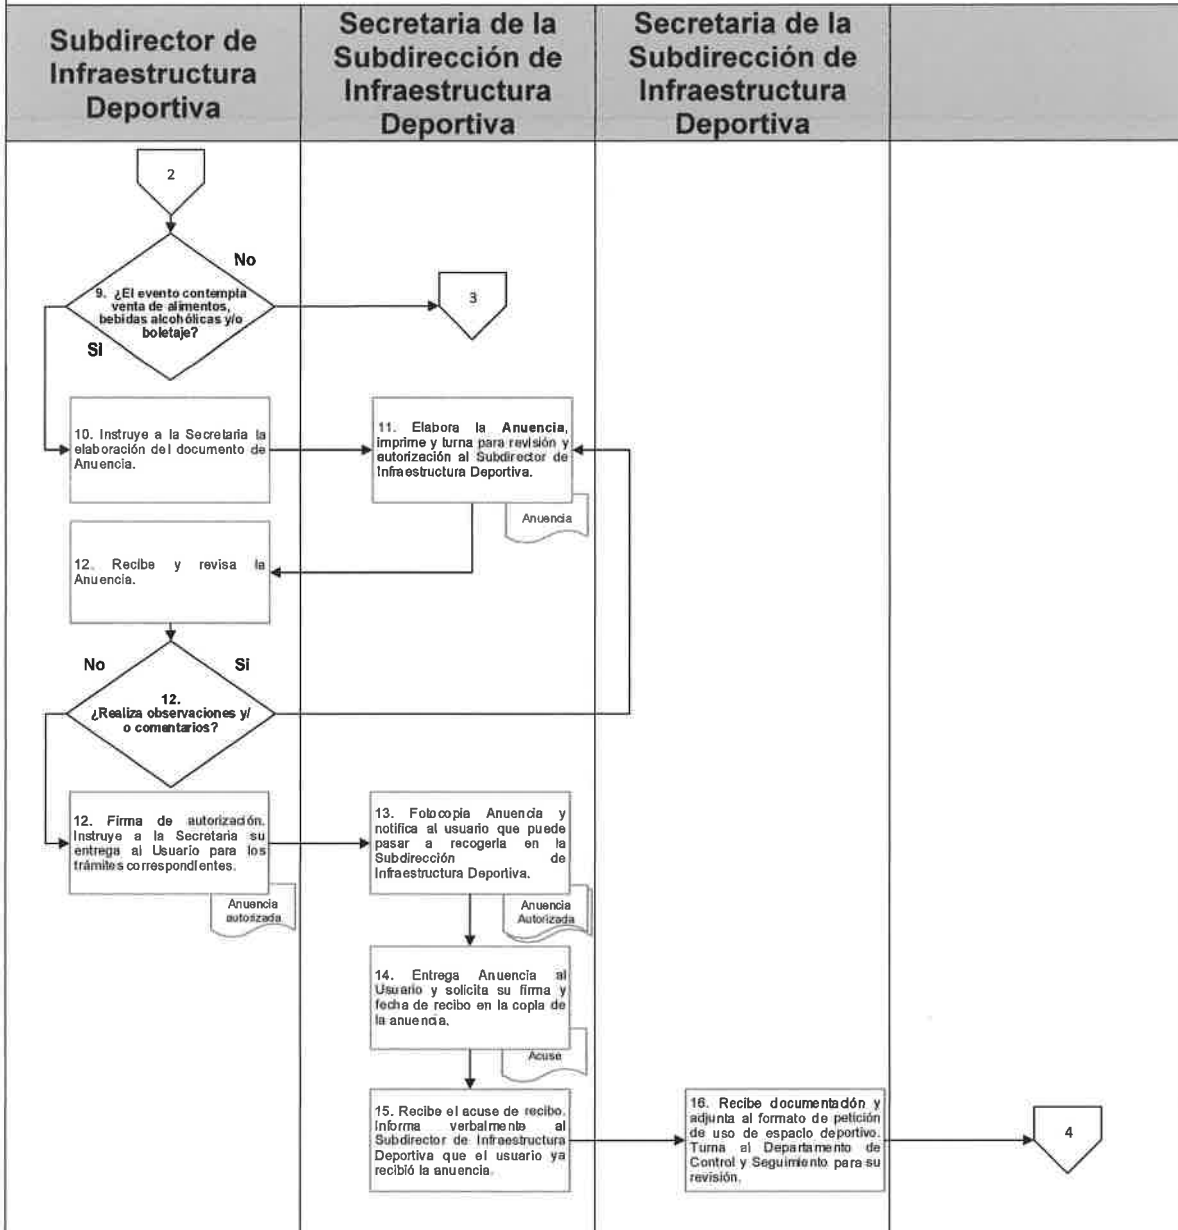 Subdirector de
Infraestructura
Deportiva
Secretaria de la
Subdirección de
Infraestructura
Deportiva
Secretaria de la
Subdirección de
Infraestructura
Deportiva
2
No
9. ¿El evento contempla
venta de alimentos,
bebidas alcohólicas y/o
boletaje?
Si
3
10. Instruye a la Secretaria la
elaboración del documento de
Anuencia.
11. Elabora la Anuencia,
imprime y turna para revisión y
autorización al Subdirector de
Infraestructura Deportiva.
Anuencia
12. Recibe y revisa la
Anuencia.
No
Si
12.
¿Realiza observaciones y/
o comentarios?
12. Firma de autorización.
Instruye a la Secretaria su
entrega al Usuario para los
trámites correspondientes.
Anuencia
autorizada
13. Fotocopia Anuencia y
notifica al usuario que puede
pasar a recogerla en la
Subdirección de
Infraestructura Deportiva.
Anuencia
Autorizada
14. Entrega Anuencia al
Usuario y solicita su firma y
fecha de recibo en la copia de
la anuencia.
Acuse
15. Recibe el acuse de recibo.
Informa verbalmente al
Subdirector de Infraestructura
Deportiva que el usuario ya
recibió la anuencia.
16. Recibe documentación y
adjunta al formato de petición
de uso de espacio deportivo.
Turna al Departamento de
Control y Seguimiento para su
revisión.
4